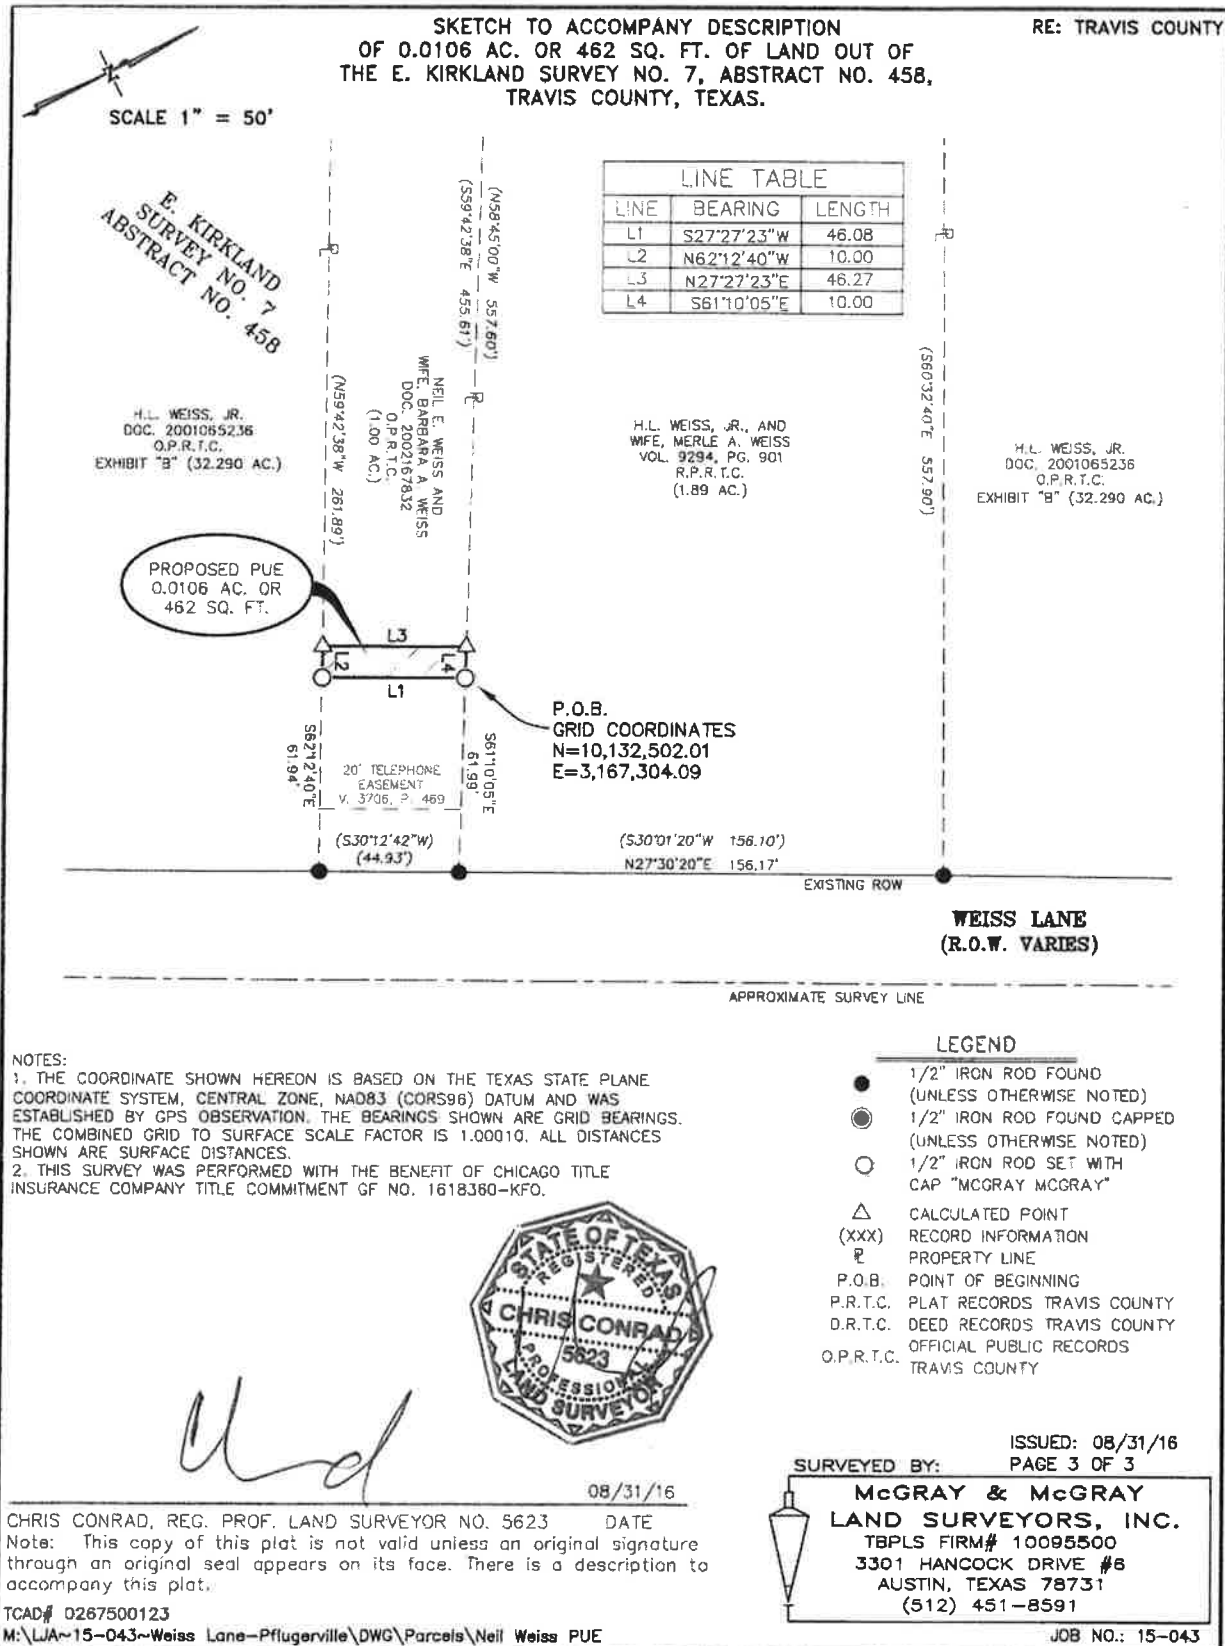 SKETCH TO ACCOMPANY DESCRIPTION
OF 0.0106 AC. OR 462 SQ. FT. OF LAND OUT OF
THE E. KIRKLAND SURVEY NO. 7, ABSTRACT NO. 458,
TRAVIS COUNTY, TEXAS.
RE: TRAVIS COUNTY
SCALE 1" = 50'
E. KIRKLAND
SURVEY NO. 7
ABSTRACT NO. 458
LINE TABLE
LINE BEARING LENGTH
L1 S27°27'23"W 46.08
L2 N62°12'40"W 10.00
L3 N27°27'23"E 46.27
L4 S61°10'05"E 10.00
(N58°45'00"W 557.60')
(S59°42'38"E 455.61')
(N59°42'38"W 261.89')
(S60°32'40"E 557.90')
H.L. WEISS, JR.
DOC. 2001065236
O.P.R.T.C.
EXHIBIT "B" (32.290 AC.)
NEIL E. WEISS AND
WIFE, BARBARA A. WEISS
DOC. 2002167832
O.P.R.T.C.
(1.00 AC.)
H.L. WEISS, JR., AND
WIFE, MERLE A. WEISS
VOL. 9294, PG. 901
R.P.R.T.C.
(1.89 AC.)
H.L. WEISS, JR.
DOC. 2001065236
O.P.R.T.C.
EXHIBIT "B" (32.290 AC.)
PROPOSED PUE
0.0106 AC. OR
462 SQ. FT.
L3
L2
L4
L1
P.O.B.
GRID COORDINATES
N=10,132,502.01
E=3,167,304.09
S62°12'40"E
61.94'
S61°10'05"E
61.99'
20' TELEPHONE
EASEMENT
V. 3706, P. 469
(S30°12'42"W)
(44.93')
(S30°01'20"W 156.10')
N27°30'20"E 156.17'
EXISTING ROW
WEISS LANE
(R.O.W. VARIES)
APPROXIMATE SURVEY LINE
NOTES:
1. THE COORDINATE SHOWN HEREON IS BASED ON THE TEXAS STATE PLANE
COORDINATE SYSTEM, CENTRAL ZONE, NAD83 (CORS96) DATUM AND WAS
ESTABLISHED BY GPS OBSERVATION. THE BEARINGS SHOWN ARE GRID BEARINGS.
THE COMBINED GRID TO SURFACE SCALE FACTOR IS 1.00010. ALL DISTANCES
SHOWN ARE SURFACE DISTANCES.
2. THIS SURVEY WAS PERFORMED WITH THE BENEFIT OF CHICAGO TITLE
INSURANCE COMPANY TITLE COMMITMENT GF NO. 1618360-KFO.
LEGEND
1/2" IRON ROD FOUND
(UNLESS OTHERWISE NOTED)
1/2" IRON ROD FOUND CAPPED
(UNLESS OTHERWISE NOTED)
1/2" IRON ROD SET WITH
CAP "MCGRAY MCGRAY"
CALCULATED POINT
(XXX) RECORD INFORMATION
PROPERTY LINE
P.O.B. POINT OF BEGINNING
P.R.T.C. PLAT RECORDS TRAVIS COUNTY
D.R.T.C. DEED RECORDS TRAVIS COUNTY
O.P.R.T.C. OFFICIAL PUBLIC RECORDS
TRAVIS COUNTY
STATE OF TEXAS
REGISTERED
CHRIS CONRAD
5623
PROFESSIONAL
LAND SURVEYOR
08/31/16
CHRIS CONRAD, REG. PROF. LAND SURVEYOR NO. 5623 DATE
Note: This copy of this plat is not valid unless an original signature
through an original seal appears on its face. There is a description to
accompany this plat.
TCAD# 0267500123
M:\LJA~15-043~Weiss Lane-Pflugerville\DWG\Parcels\Neil Weiss PUE
ISSUED: 08/31/16
PAGE 3 OF 3
SURVEYED BY:
McGRAY & McGRAY
LAND SURVEYORS, INC.
TBPLS FIRM# 10095500
3301 HANCOCK DRIVE #6
AUSTIN, TEXAS 78731
(512) 451-8591
JOB NO.: 15-043